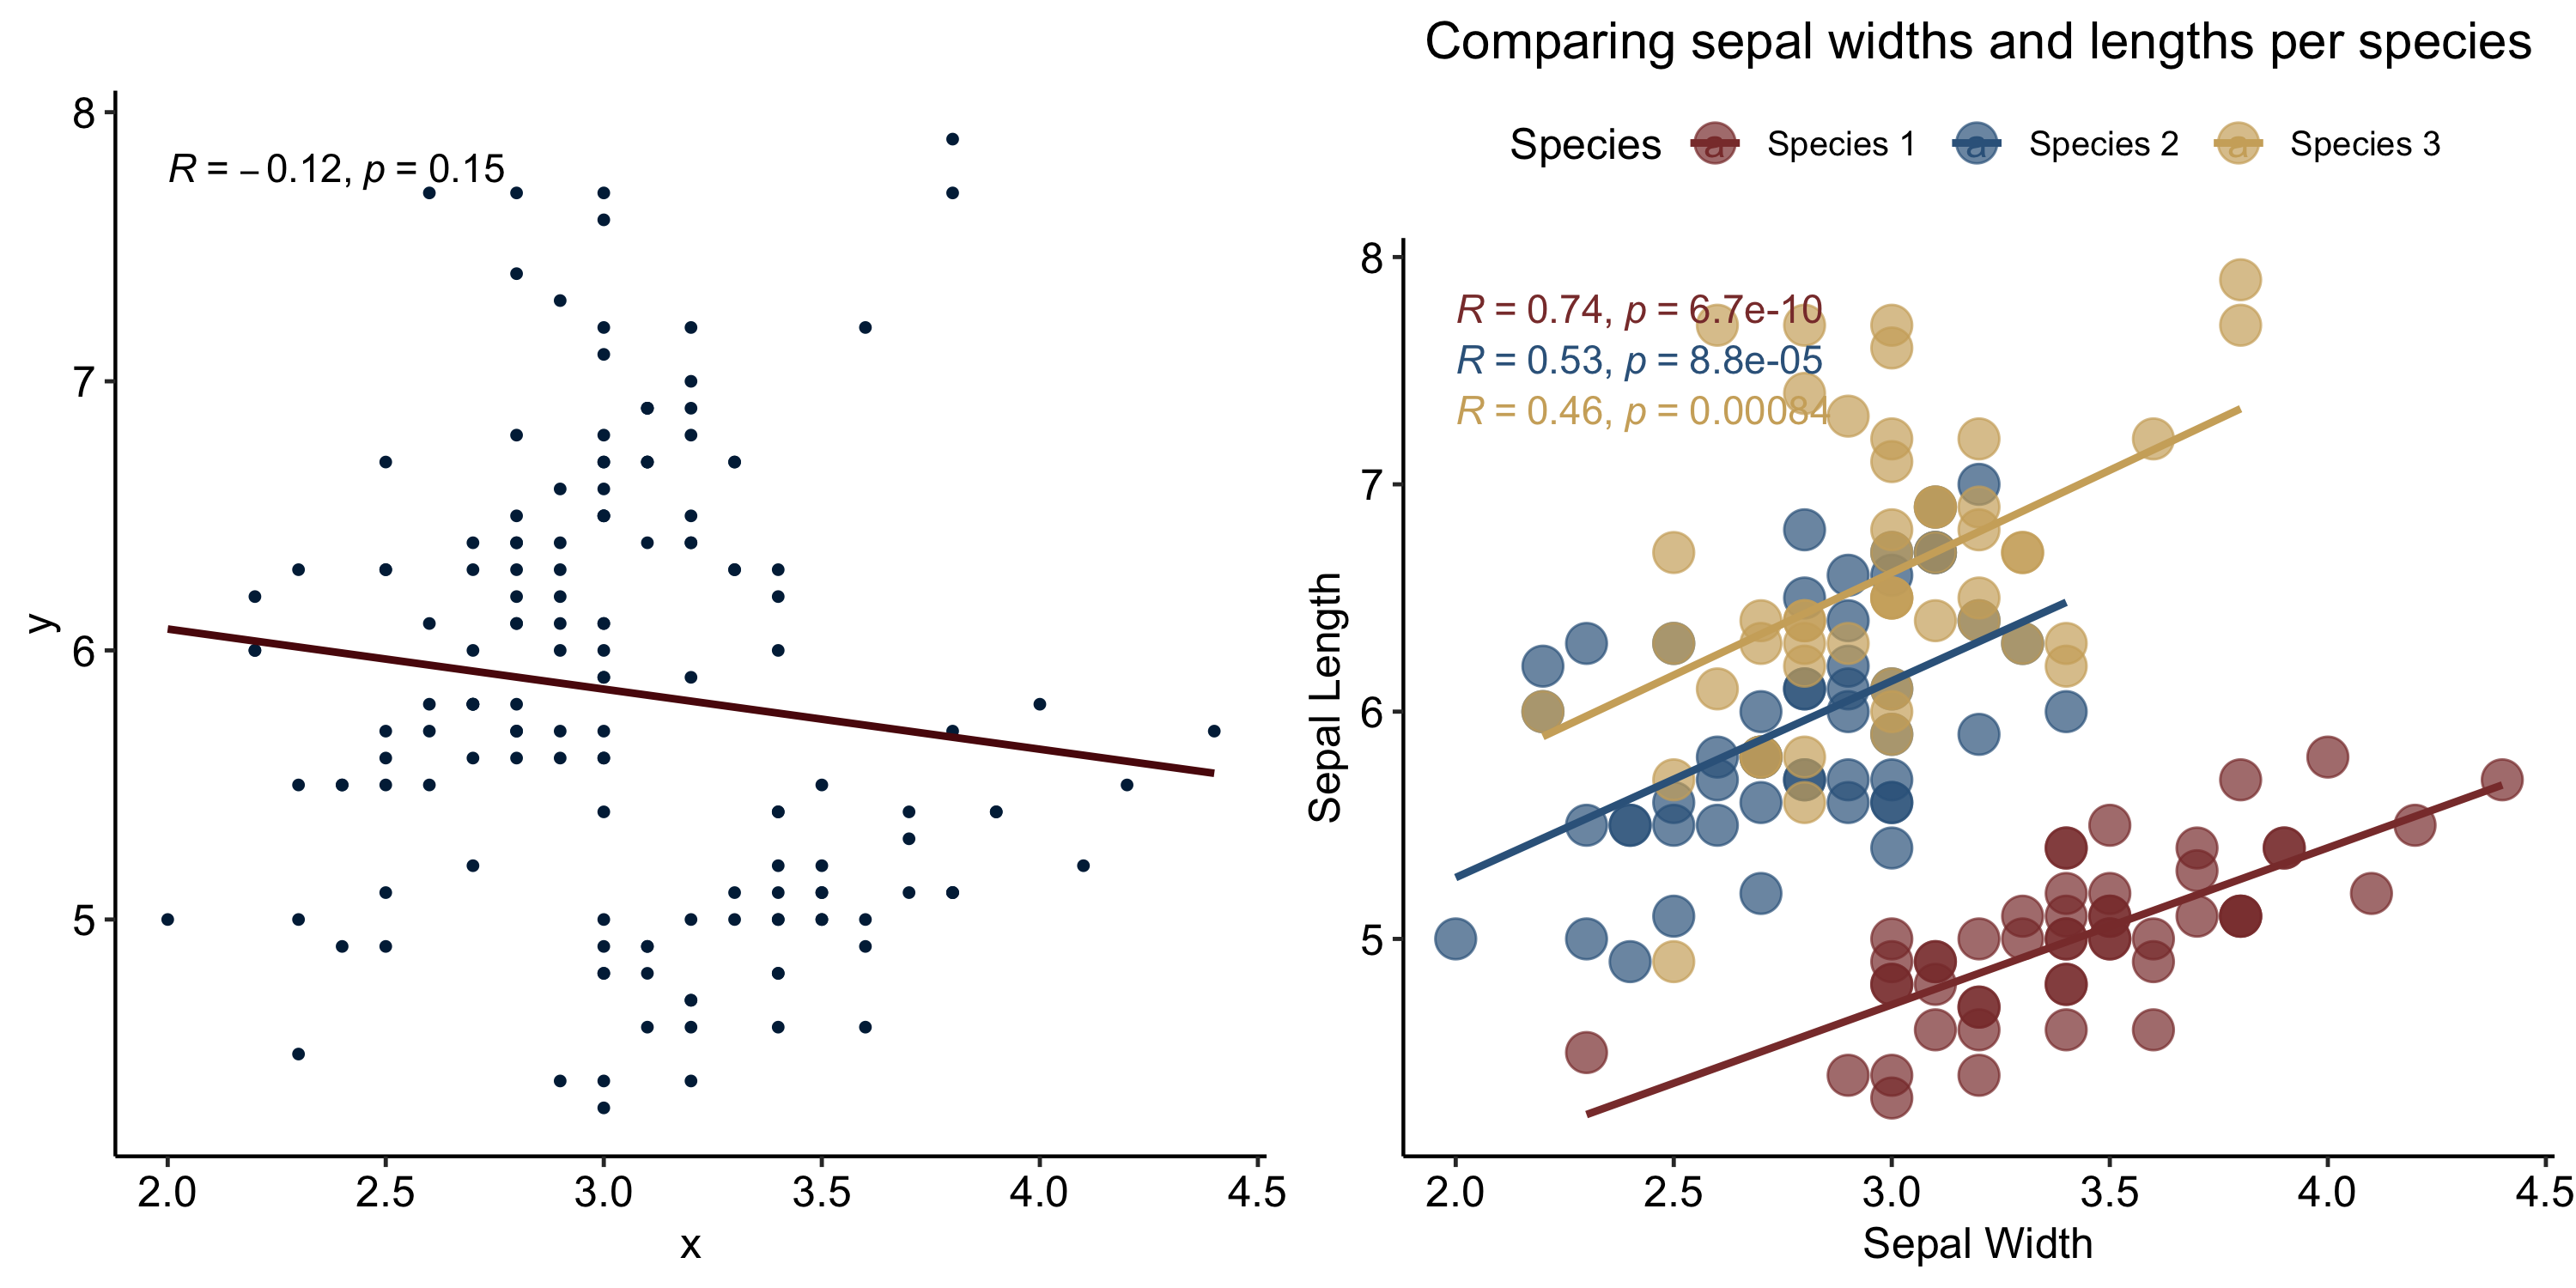 8
7
6
5
y
R = – 0.12, p = 0.15
2.0 2.5 3.0 3.5 4.0 4.5
x
Comparing sepal widths and lengths per species
Species a Species 1 a Species 2 a Species 3
8
7
6
5
Sepal Length
R = 0.74, p = 6.7e-10
R = 0.53, p = 8.8e-05
R = 0.46, p = 0.00084
2.0 2.5 3.0 3.5 4.0 4.5
Sepal Width